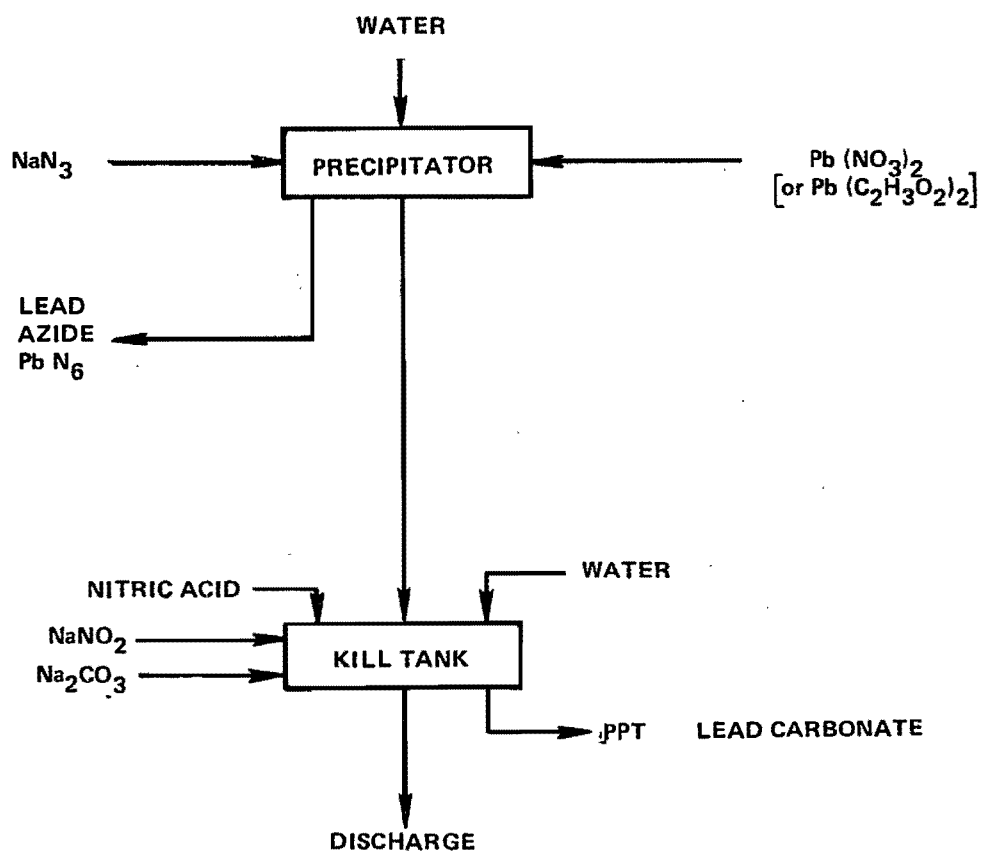 WATER
NaN3
PRECIPITATOR
Pb (NO3)2
[or Pb (C2H3O2)2]
LEAD
AZIDE
Pb N6
NITRIC ACID
WATER
NaNO2
Na2CO3
KILL TANK
PPT LEAD CARBONATE
DISCHARGE